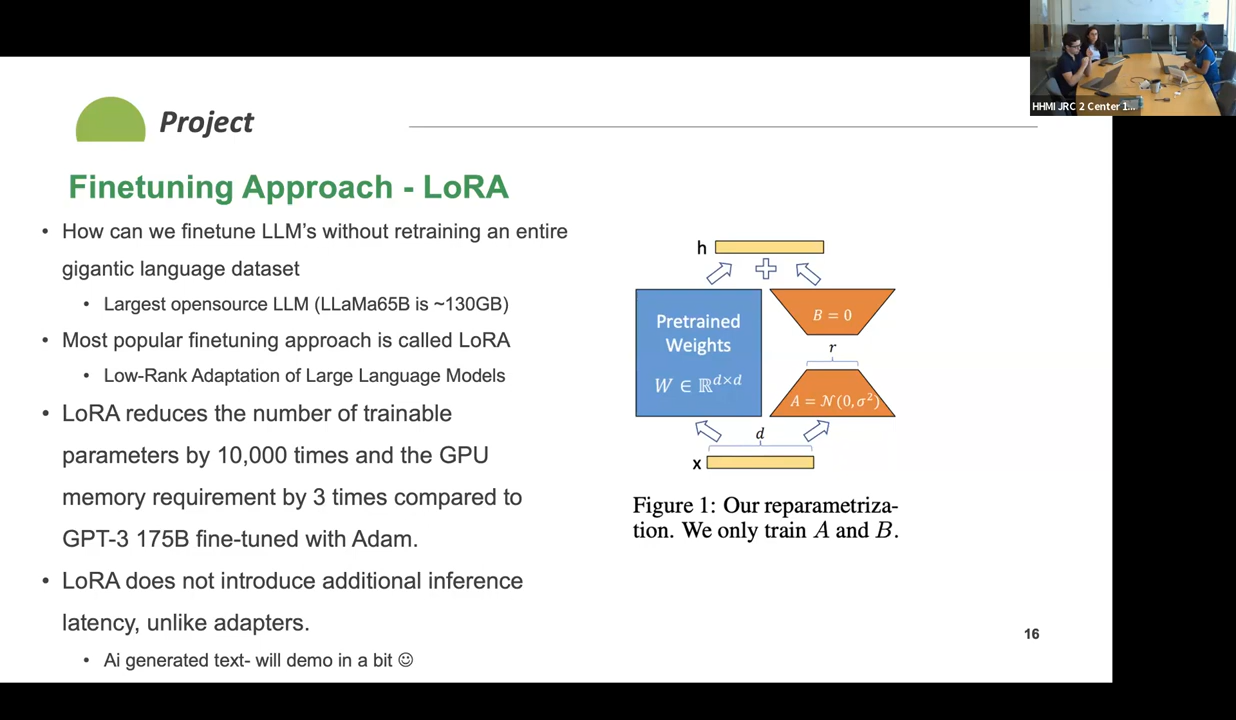 HHMI JRC 2 Center 1...
Project
Finetuning Approach - LoRA
• How can we finetune LLM's without retraining an entire
gigantic language dataset
• Largest opensource LLM (LLaMa65B is ~130GB)
• Most popular finetuning approach is called LoRA
• Low-Rank Adaptation of Large Language Models
• LoRA reduces the number of trainable
parameters by 10,000 times and the GPU
memory requirement by 3 times compared to
GPT-3 175B fine-tuned with Adam.
• LoRA does not introduce additional inference
latency, unlike adapters.
• Ai generated text- will demo in a bit ☺
h
Pretrained
Weights
W ∈ ℝ^{d×d}
B = 0
r
A = 𝒩(0, σ²)
d
x
Figure 1: Our reparametriza-
tion. We only train A and B.
16